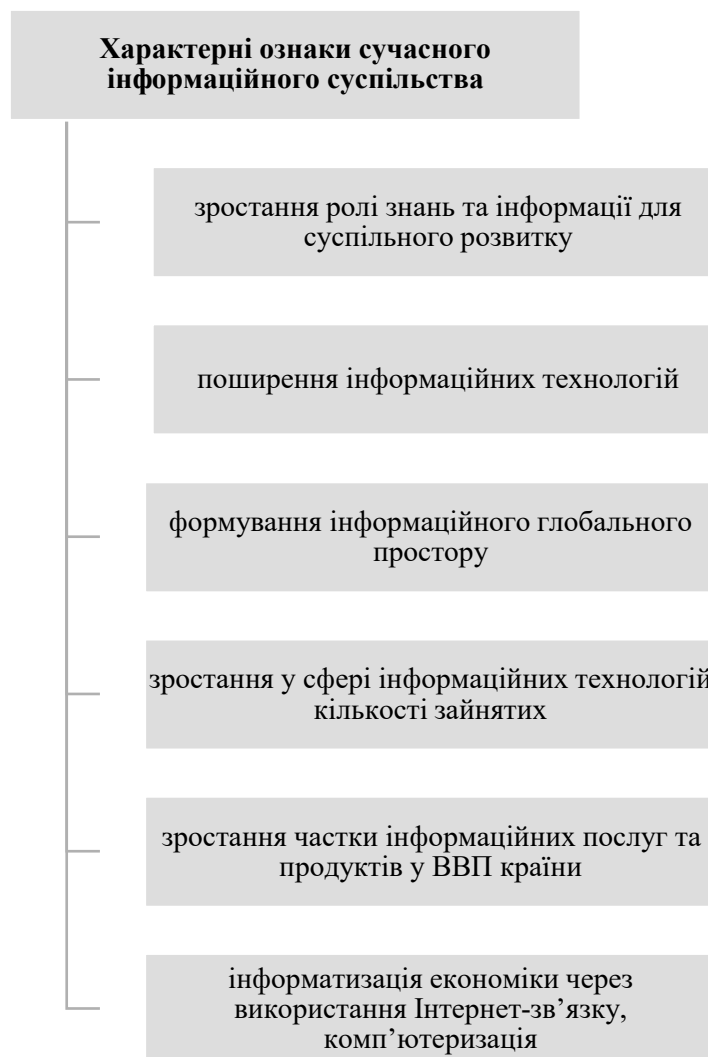 Характерні ознаки сучасного
інформаційного суспільства
зростання ролі знань та інформації для
суспільного розвитку
поширення інформаційних технологій
формування інформаційного глобального
простору
зростання у сфері інформаційних технологій
кількості зайнятих
зростання частки інформаційних послуг та
продуктів у ВВП країни
інформатизація економіки через
використання Інтернет-зв’язку,
комп’ютеризація